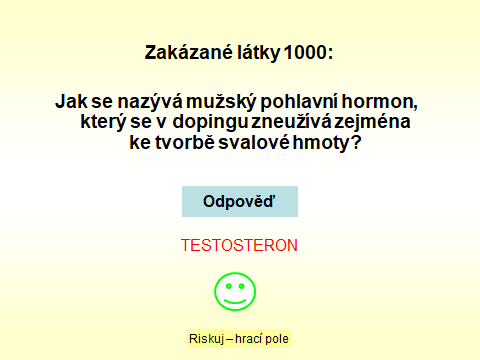 Zakázané látky 1000:
Jak se nazývá mužský pohlavní hormon,
který se v dopingu zneužívá zejména
ke tvorbě svalové hmoty?
Odpověď
TESTOSTERON
Riskuj – hrací pole